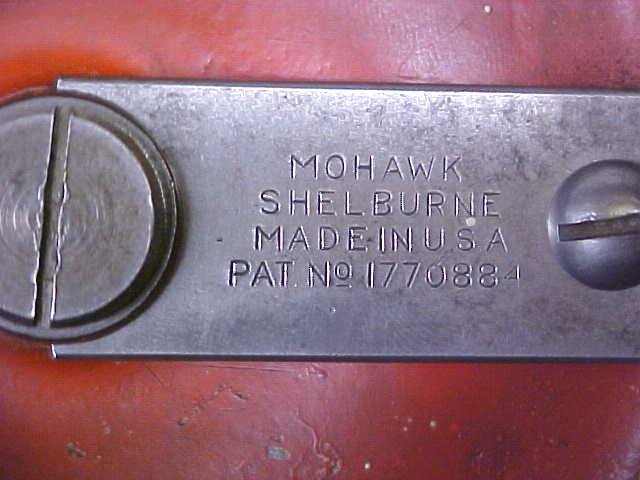 MOHAWK
SHELBURNE
MADE-IN U.S.A
PAT. No 1770884